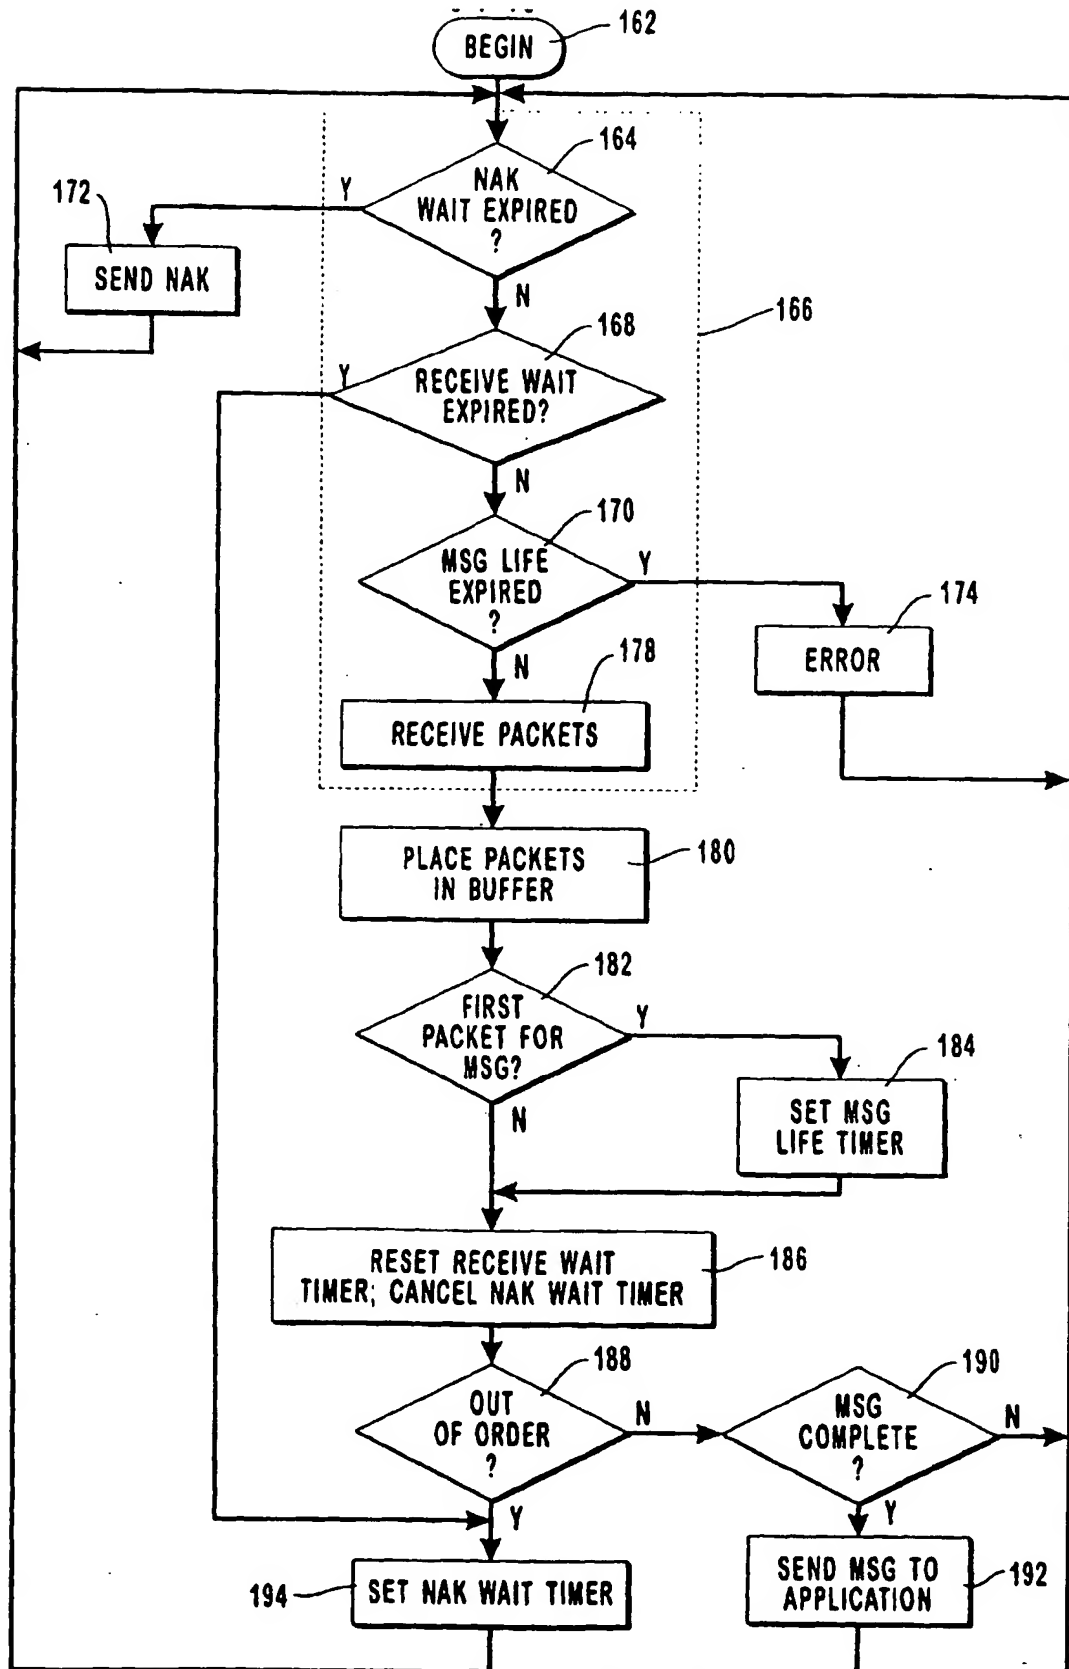 BEGIN
162
164
NAK
WAIT EXPIRED
?
Y
172
SEND NAK
N
166
168
Y
RECEIVE WAIT
EXPIRED?
N
170
MSG LIFE
EXPIRED
?
Y
174
ERROR
N
178
RECEIVE PACKETS
PLACE PACKETS
IN BUFFER
180
182
FIRST
PACKET FOR
MSG?
Y
184
SET MSG
LIFE TIMER
N
RESET RECEIVE WAIT
TIMER; CANCEL NAK WAIT TIMER
186
188
OUT
OF ORDER
?
N
190
MSG
COMPLETE
?
N
Y
Y
194
SET NAK WAIT TIMER
SEND MSG TO
APPLICATION
192